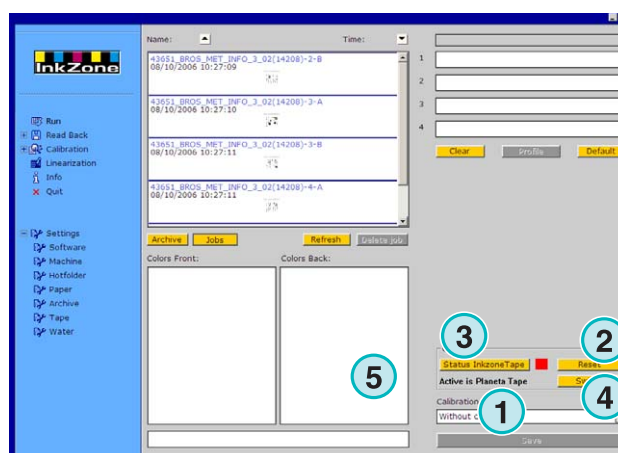 InkZone
Run
Read Back
Calibration
Linearization
Info
Quit
Settings
Software
Machine
Hotfolder
Paper
Archive
Tape
Water
Name:
Time:
43651_BROS_MET_INFO_3_02(14208)-2-B
08/10/2006 10:27:09
43651_BROS_MET_INFO_3_02(14208)-3-A
08/10/2006 10:27:10
43651_BROS_MET_INFO_3_02(14208)-3-B
08/10/2006 10:27:11
43651_BROS_MET_INFO_3_02(14208)-4-A
08/10/2006 10:27:11
Archive
Jobs
Refresh
Delete job
Colors Front:
Colors Back:
5
1
2
3
4
Clear
Profile
Default
3
2
Status InkzoneTape
Reset
Active is Planeta Tape
4
Calibration
1
Without
Save